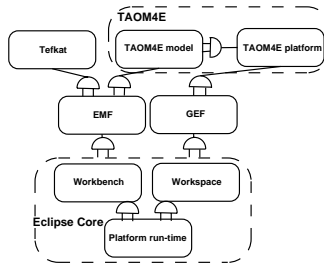 TAOM4E
Tefkat
TAOM4E model
TAOM4E platform
EMF
GEF
Workbench
Workspace
Eclipse Core
Platform run-time